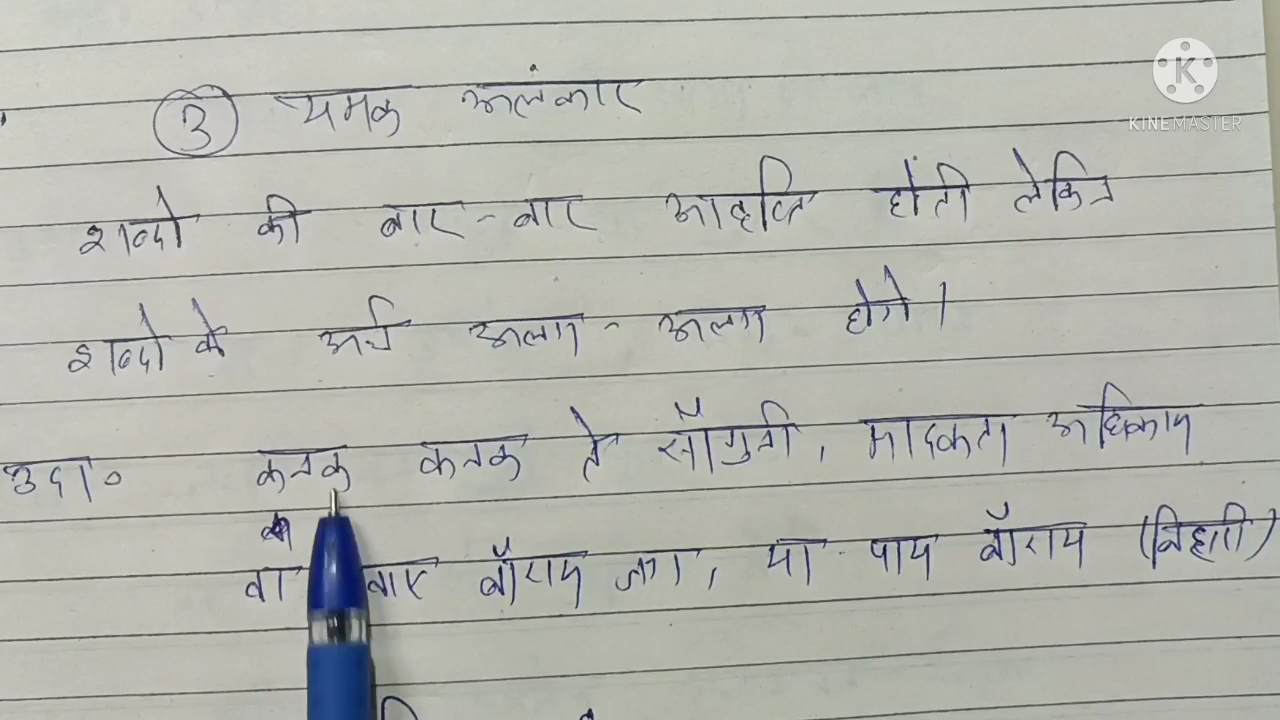 KINEMASTER
③ यमक अलंकार
शब्दो की बार-बार आवृत्ति होती लेकिन
शब्दो के अर्थ अलग-अलग होगे।
उदा० कनक कनक ते सौगुनी, मादकता अधिकाय
वा खाए बौराय जग, या पाय बौराय (बिहारी)